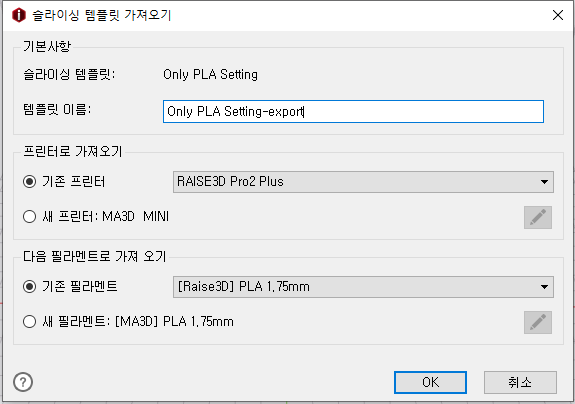 슬라이싱 템플릿 가져오기
기본사항
슬라이싱 템플릿: Only PLA Setting
템플릿 이름: Only PLA Setting-export
프린터로 가져오기
기존 프린터 RAISE3D Pro2 Plus
새 프린터: MA3D MINI
다음 필라멘트로 가져 오기
기존 필라멘트 [Raise3D] PLA 1.75mm
새 필라멘트: [MA3D] PLA 1.75mm
? OK 취소